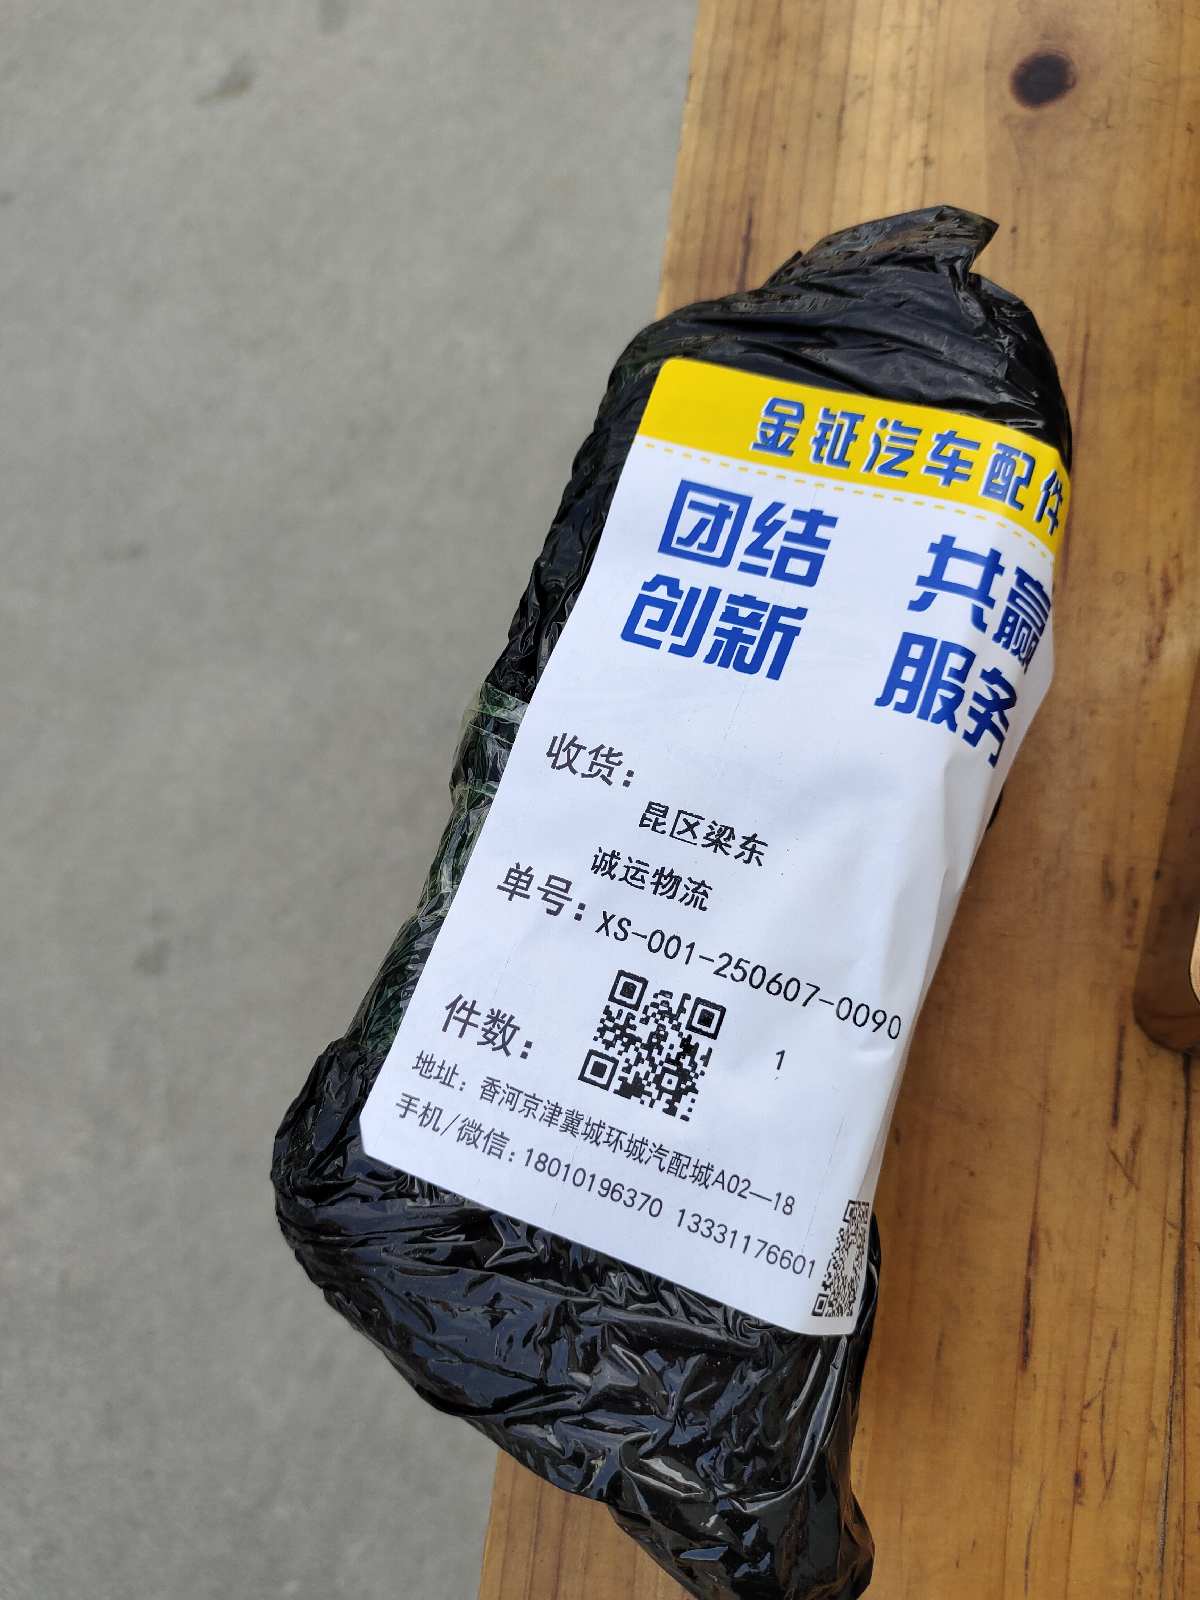 金钲汽车配件
团结 共赢
创新 服务
收货：
昆区梁东
诚运物流
单号：XS-001-250607-0090
件数： 1
地址：香河京津冀城环城汽配城A02—18
手机/微信：18010196370 13331176601